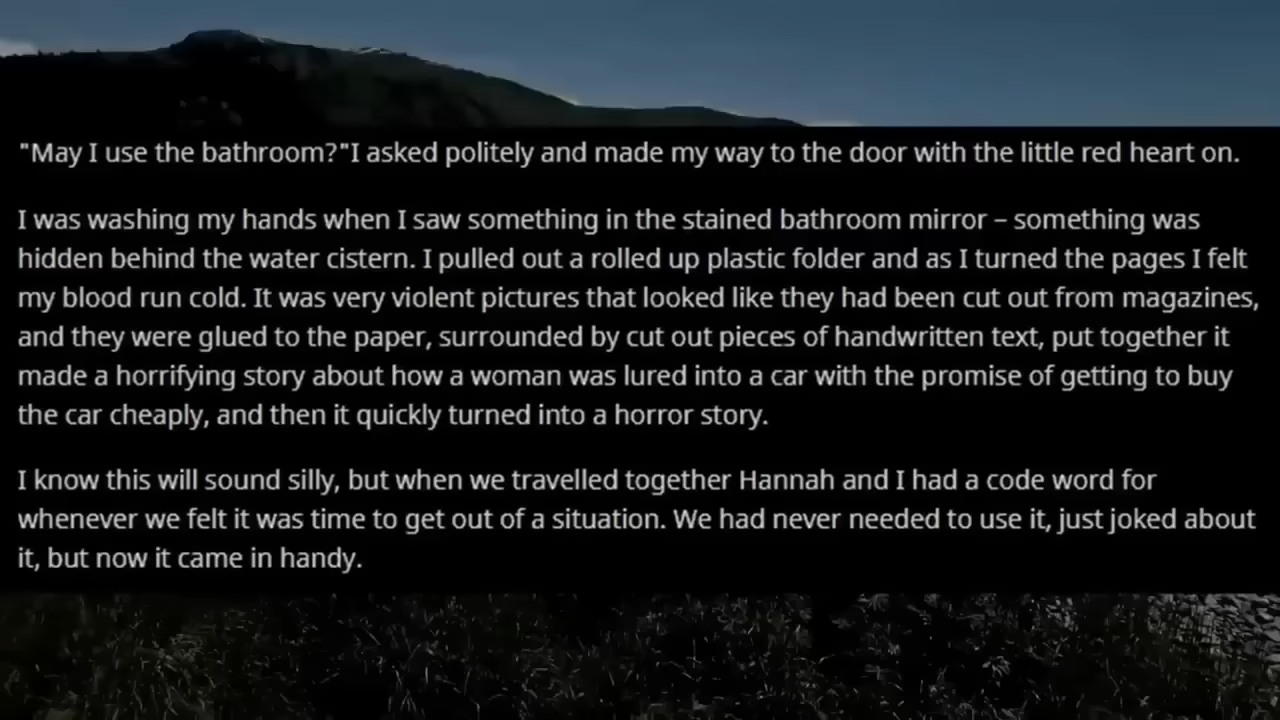 "May I use the bathroom?"I asked politely and made my way to the door with the little red heart on.
I was washing my hands when I saw something in the stained bathroom mirror – something was
hidden behind the water cistern. I pulled out a rolled up plastic folder and as I turned the pages I felt
my blood run cold. It was very violent pictures that looked like they had been cut out from magazines,
and they were glued to the paper, surrounded by cut out pieces of handwritten text, put together it
made a horrifying story about how a woman was lured into a car with the promise of getting to buy
the car cheaply, and then it quickly turned into a horror story.
I know this will sound silly, but when we travelled together Hannah and I had a code word for
whenever we felt it was time to get out of a situation. We had never needed to use it, just joked about
it, but now it came in handy.